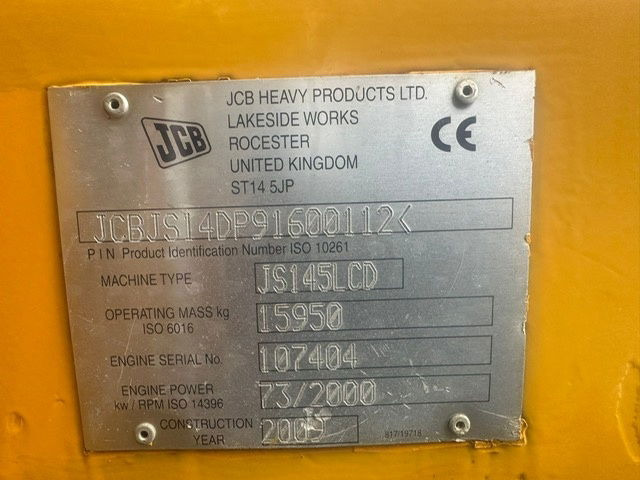 JCB
JCB HEAVY PRODUCTS LTD.
LAKESIDE WORKS
ROCESTER
UNITED KINGDOM
ST14 5JP
CE
JCBJS14DP91600112<
P I N Product Identification Number ISO 10261
MACHINE TYPE JS145LCD
OPERATING MASS kg 15950
ISO 6016
ENGINE SERIAL No. 107404
ENGINE POWER 73/2000
kw / RPM ISO 14396
CONSTRUCTION 2009
YEAR
817/19718